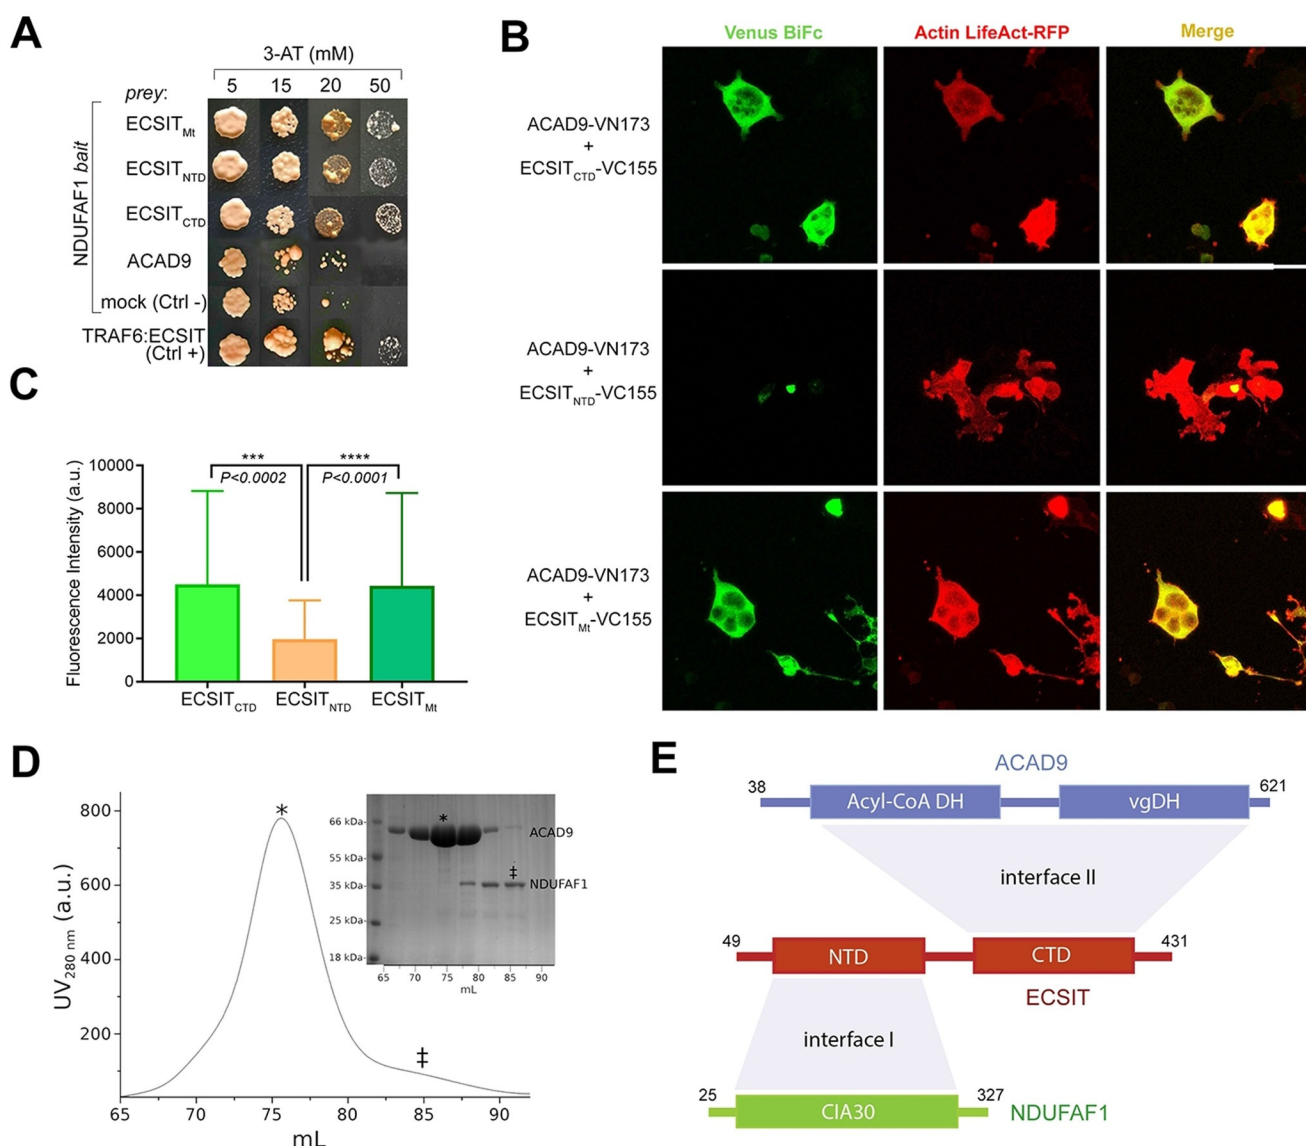 A
3-AT (mM)
prey:
5 15 20 50
NDUFAF1 bait
ECSITMt
ECSITNTD
ECSITCTD
ACAD9
mock (Ctrl -)
TRAF6:ECSIT
(Ctrl +)
B
Venus BiFc
Actin LifeAct-RFP
Merge
ACAD9-VN173
+
ECSITCTD-VC155
ACAD9-VN173
+
ECSITNTD-VC155
ACAD9-VN173
+
ECSITMt-VC155
C
Fluorescence Intensity (a.u.)
10000
8000
6000
4000
2000
0
***
P<0.0002
****
P<0.0001
ECSITCTD ECSITNTD ECSITMt
D
UV280 nm (a.u.)
800
600
400
200
65 70 75 80 85 90
mL
*
‡
66 kDa
55 kDa
35 kDa
25 kDa
18 kDa
*
ACAD9
‡
NDUFAF1
65 70 75 80 85 90
mL
E
ACAD9
38
Acyl-CoA DH
vgDH
621
interface II
49
NTD
CTD
431
ECSIT
interface I
25
CIA30
327
NDUFAF1